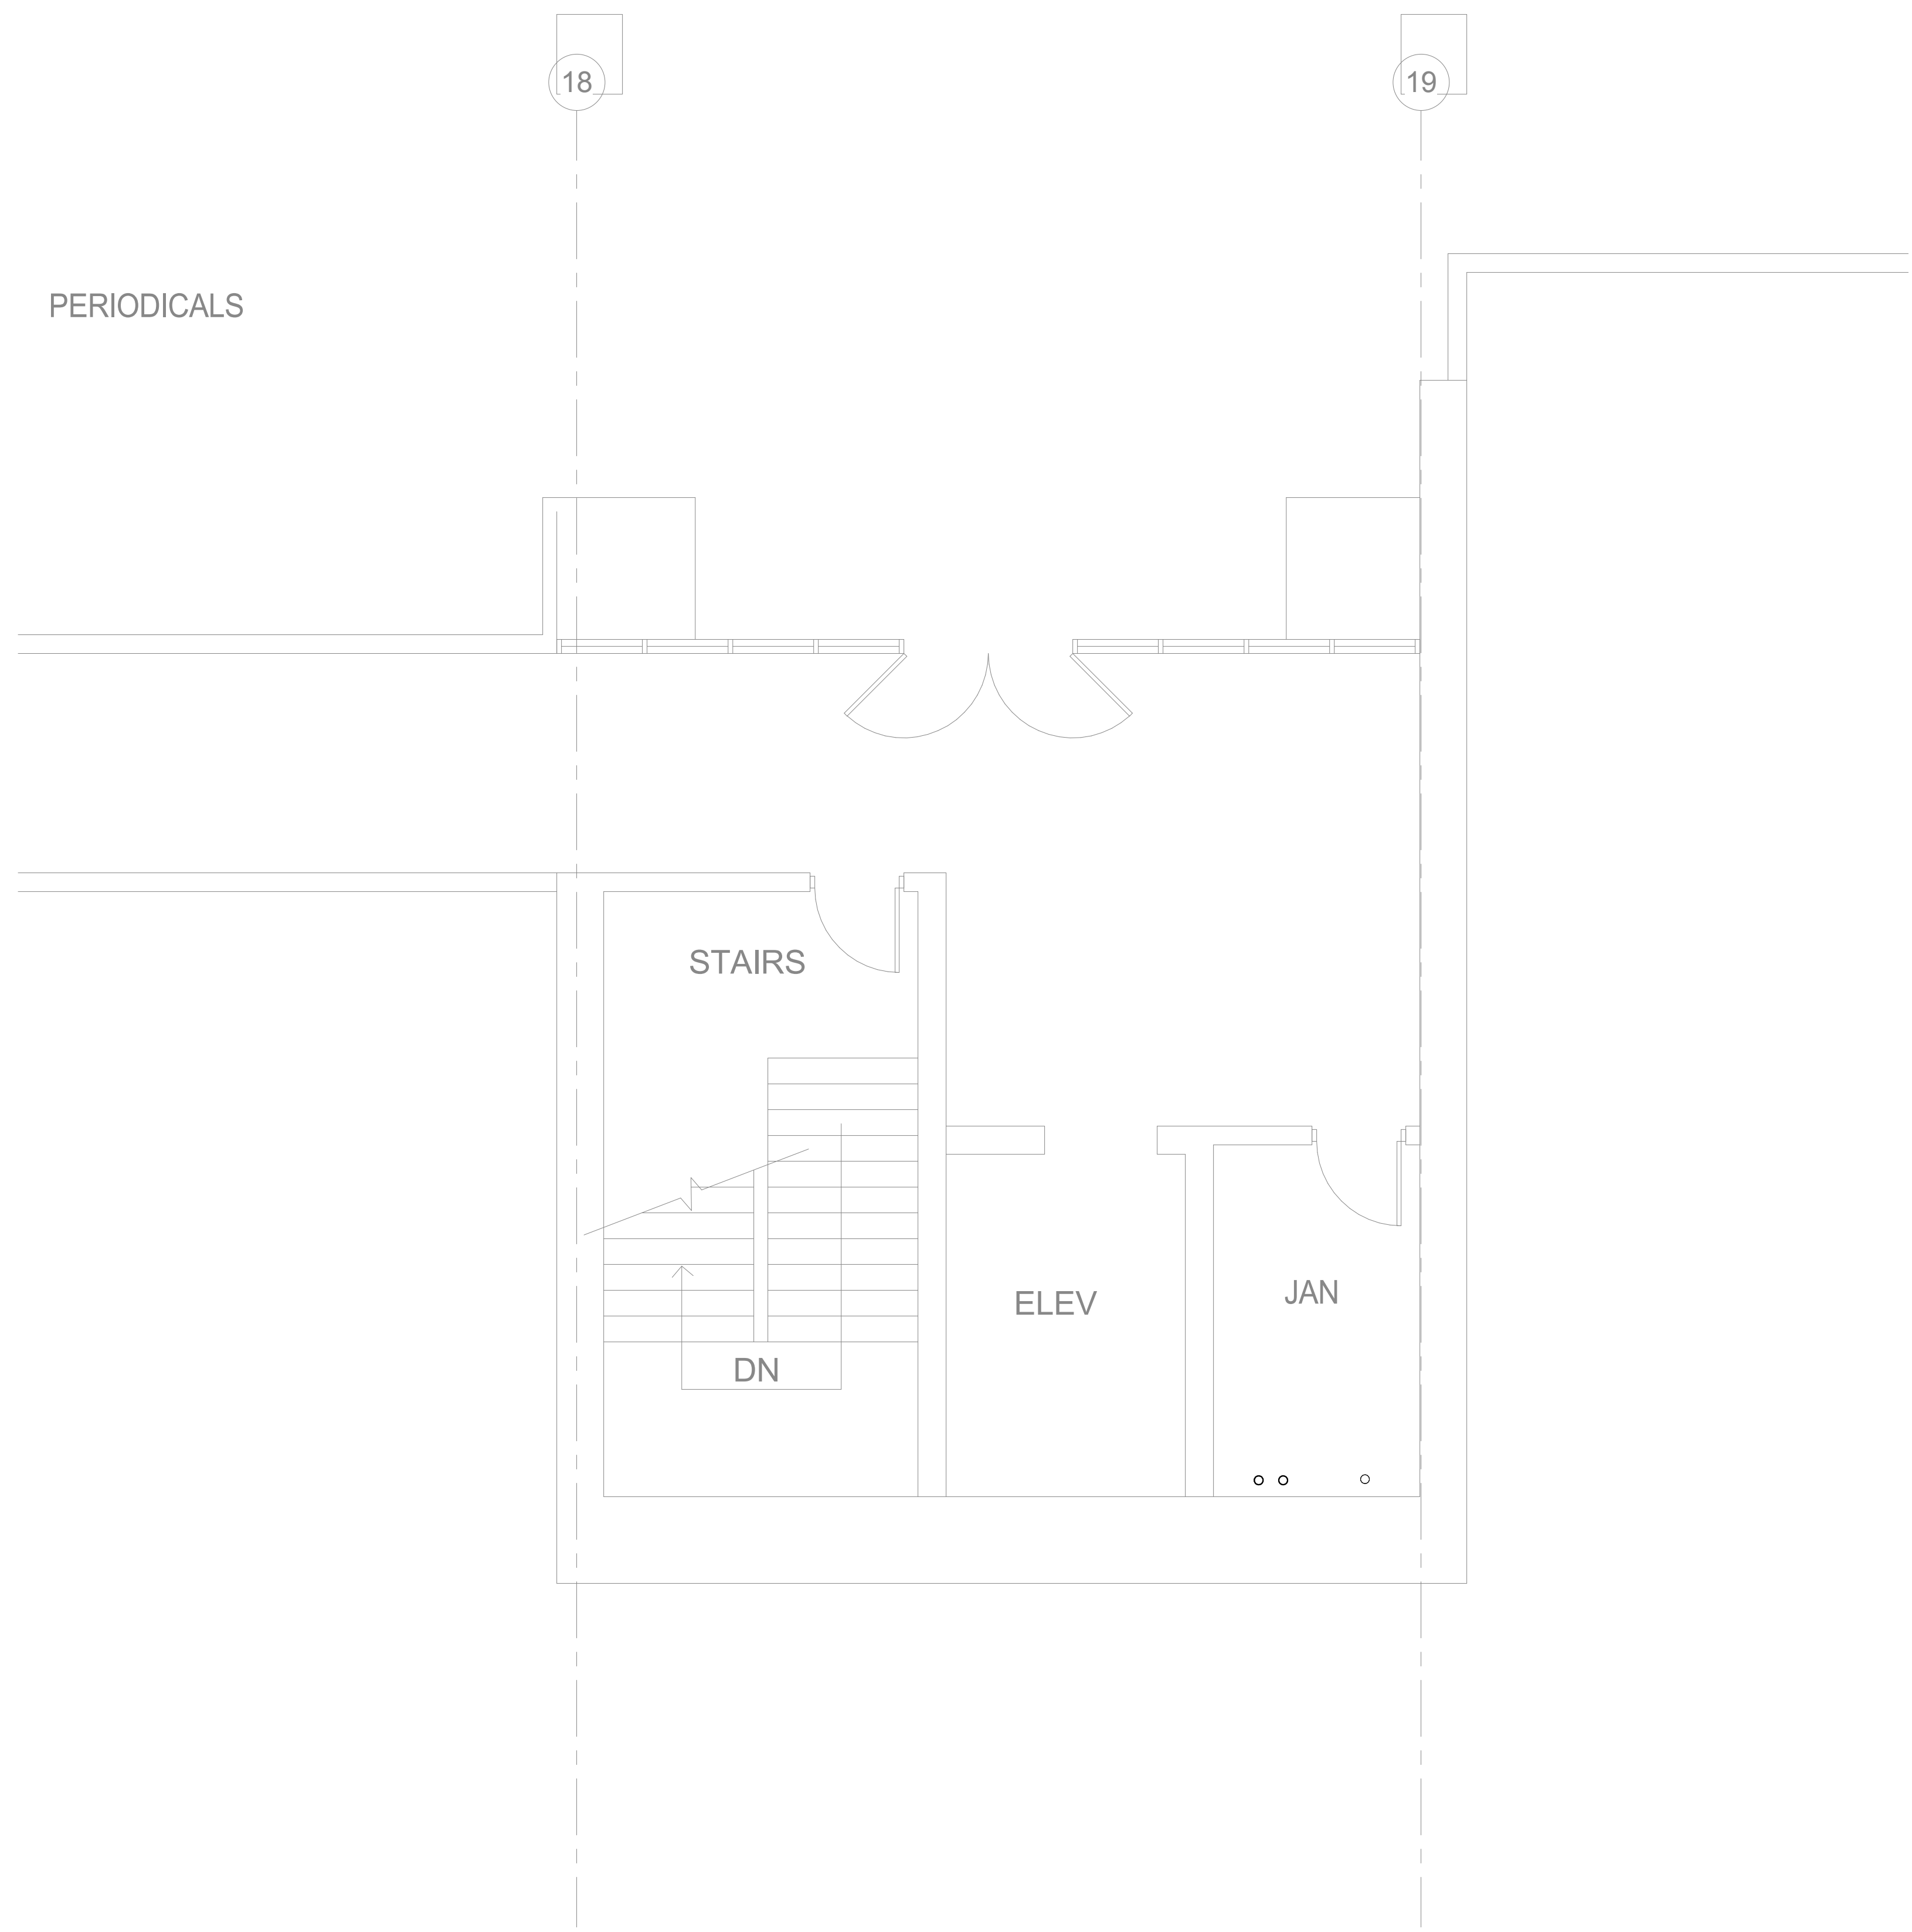 18
19
PERIODICALS
STAIRS
ELEV
JAN
DN